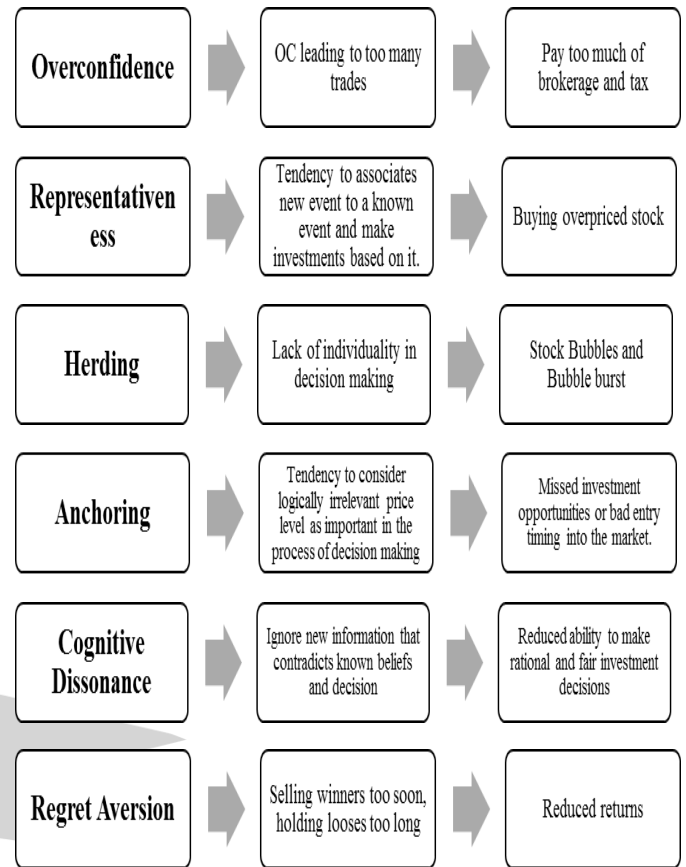 Overconfidence
OC leading to too many
trades
Pay too much of
brokerage and tax
Representativen
ess
Tendency to associates
new event to a known
event and make
investments based on it.
Buying overpriced stock
Herding
Lack of individuality in
decision making
Stock Bubbles and
Bubble burst
Anchoring
Tendency to consider
logically irrelevant price
level as important in the
process of decision making
Missed investment
opportunities or bad entry
timing into the market.
Cognitive
Dissonance
Ignore new information that
contradicts known beliefs
and decision
Reduced ability to make
rational and fair investment
decisions
Regret Aversion
Selling winners too soon,
holding looses too long
Reduced returns